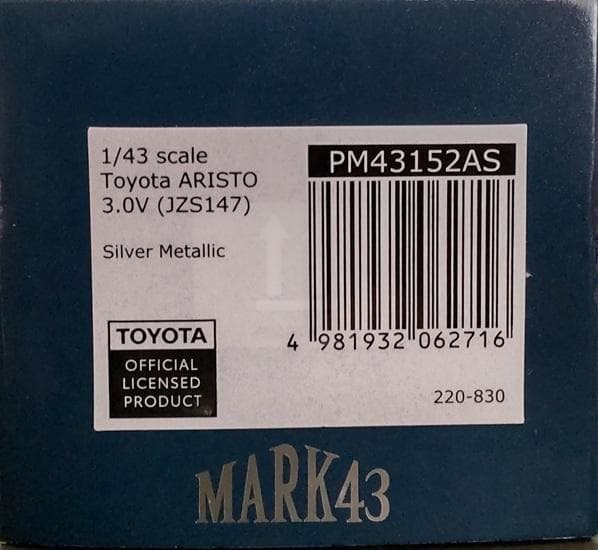 1/43 scale
Toyota ARISTO
3.0V (JZS147)
Silver Metallic
PM43152AS
4 981932 062716
TOYOTA
OFFICIAL
LICENSED
PRODUCT
220-830
MARK43